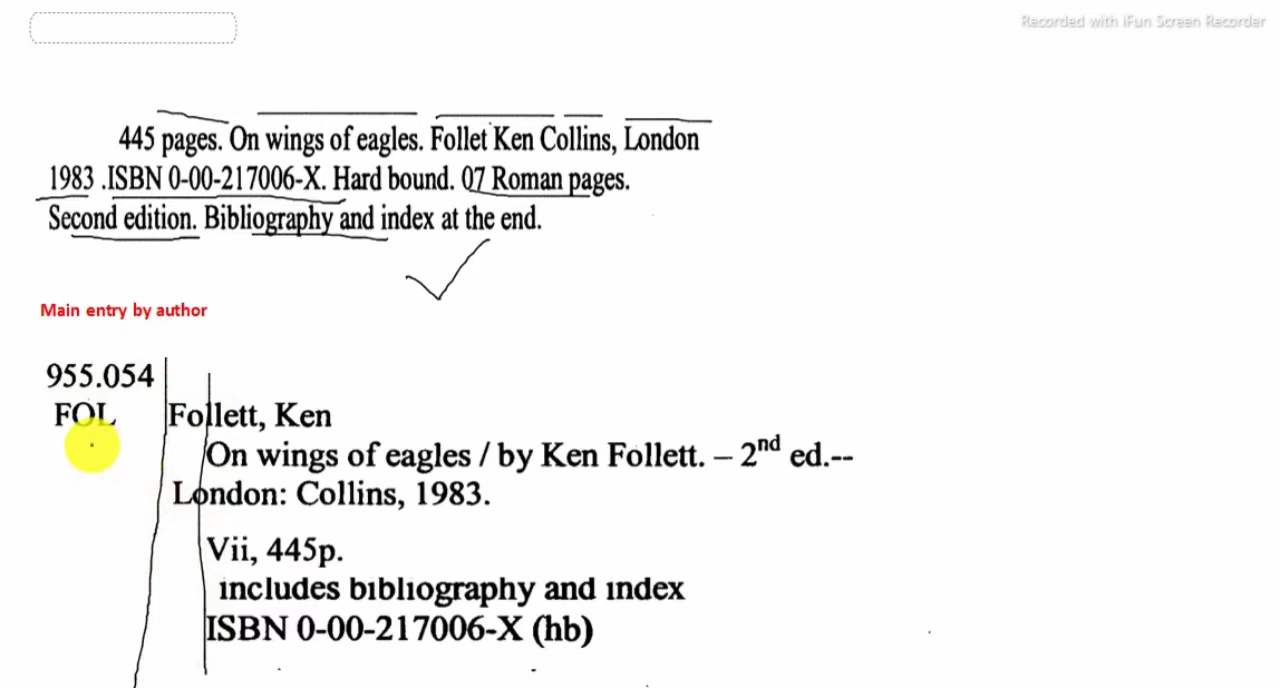 Recorded with iFun Screen Recorder
445 pages. On wings of eagles. Follet Ken Collins, London
1983 .ISBN 0-00-217006-X. Hard bound. 07 Roman pages.
Second edition. Bibliography and index at the end.
Main entry by author
955.054
FOL Follett, Ken
On wings of eagles / by Ken Follett. – 2nd ed.--
London: Collins, 1983.
Vii, 445p.
includes bibliography and index
ISBN 0-00-217006-X (hb)